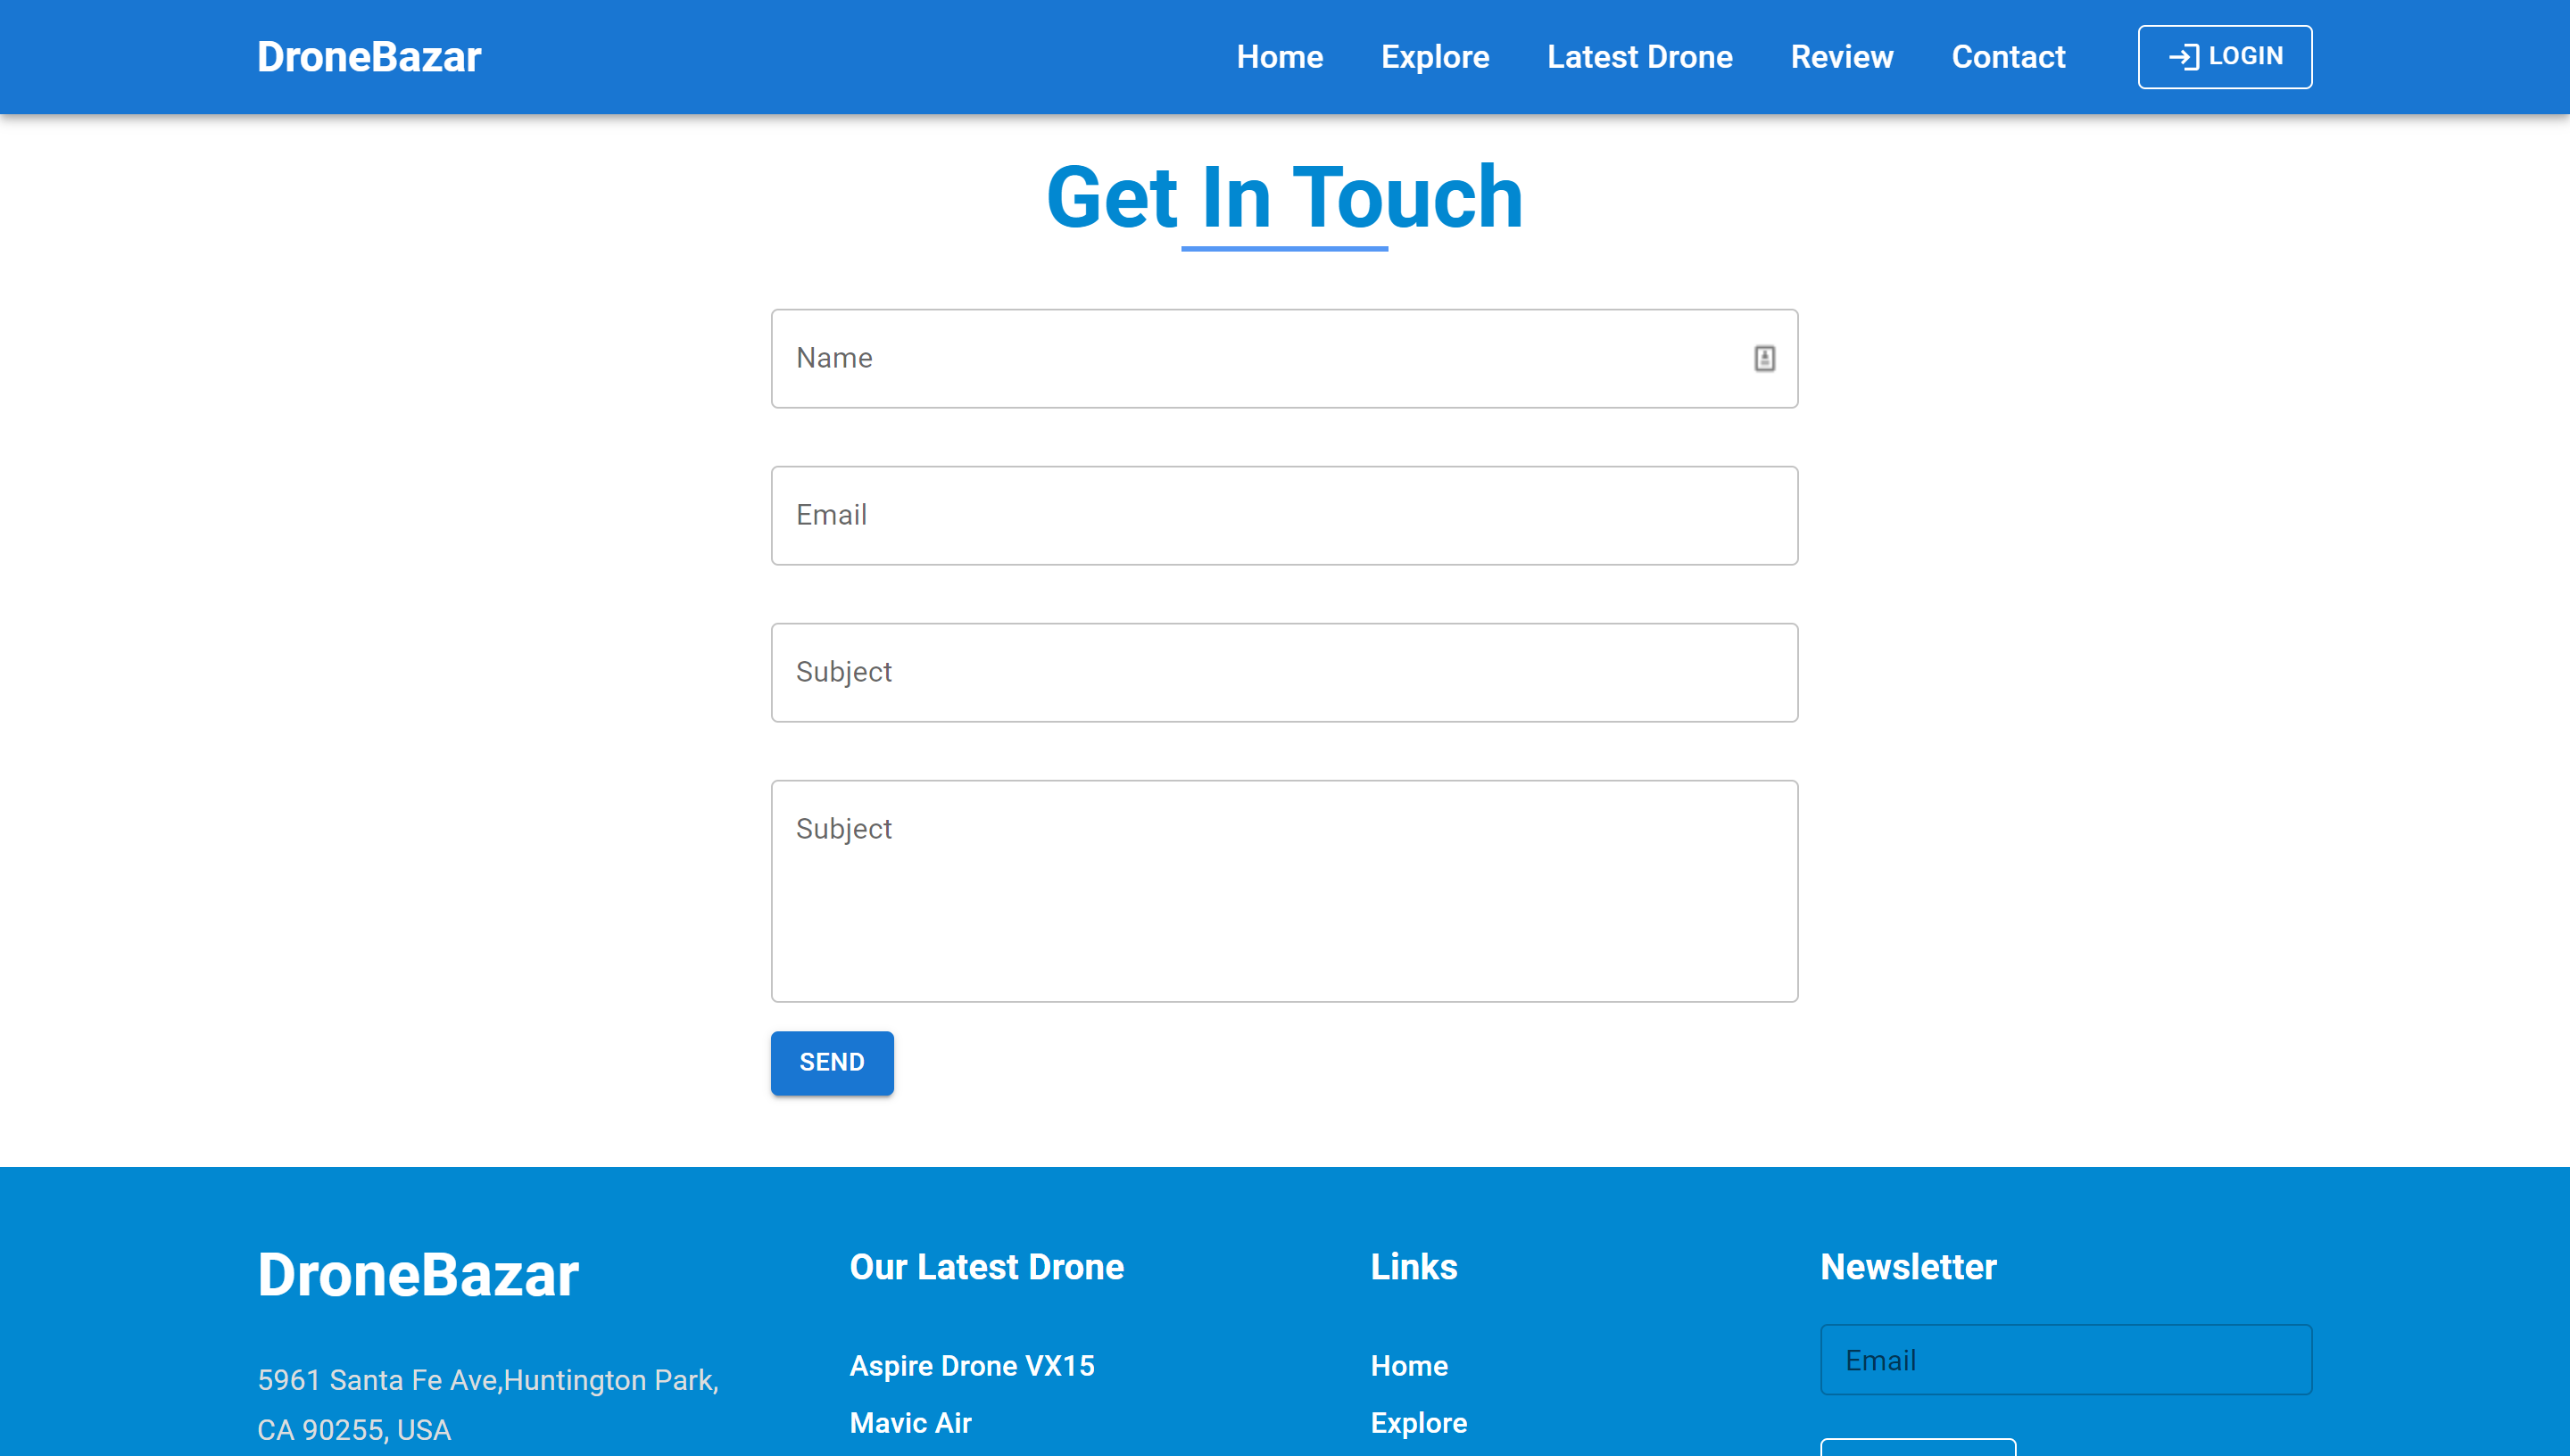 DroneBazar
Home
Explore
Latest Drone
Review
Contact
LOGIN
Get In Touch
Name
Email
Subject
Subject
SEND
DroneBazar
5961 Santa Fe Ave,Huntington Park,
CA 90255, USA
Our Latest Drone
Aspire Drone VX15
Mavic Air
Links
Home
Explore
Newsletter
Email